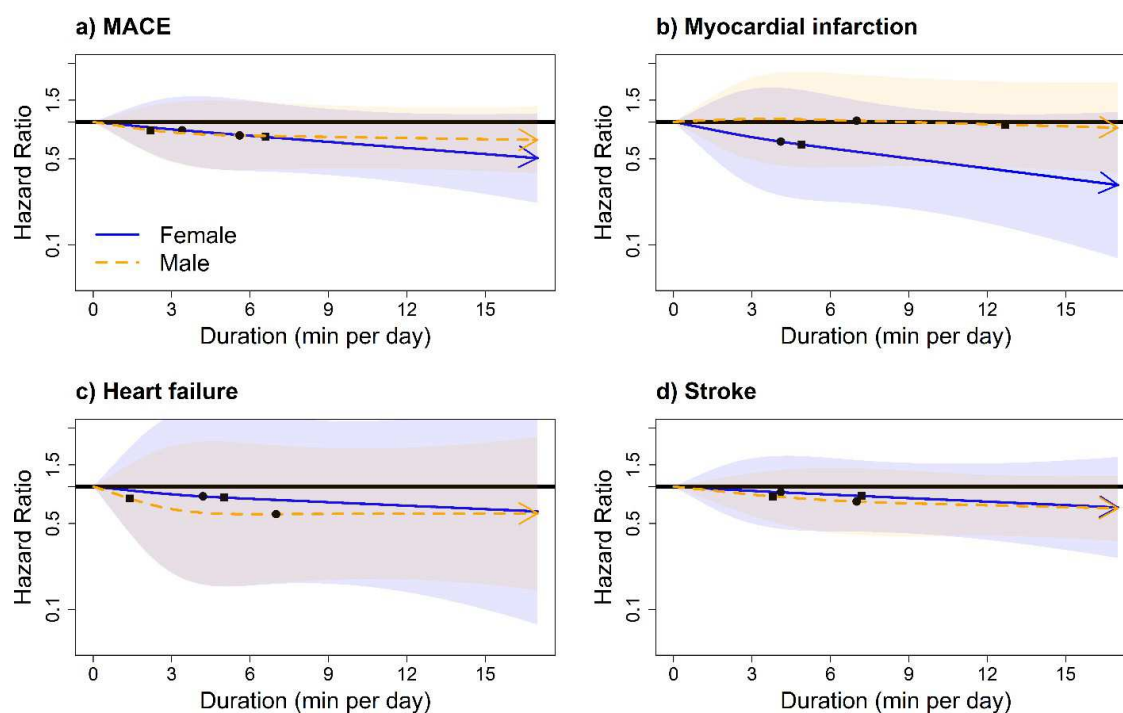 a) MACE
Hazard Ratio
1.5
0.5
0.1
Female
Male
0 3 6 9 12 15
Duration (min per day)
b) Myocardial infarction
Hazard Ratio
1.5
0.5
0.1
0 3 6 9 12 15
Duration (min per day)
c) Heart failure
Hazard Ratio
1.5
0.5
0.1
0 3 6 9 12 15
Duration (min per day)
d) Stroke
Hazard Ratio
1.5
0.5
0.1
0 3 6 9 12 15
Duration (min per day)